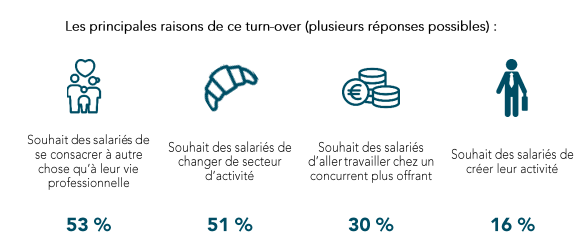 Les principales raisons de ce turn-over (plusieurs réponses possibles) :
Souhait des salariés de
se consacrer à autre
chose qu'à leur vie
professionnelle
53 %
Souhait des salariés de
changer de secteur
d'activité
51 %
Souhait des salariés
d'aller travailler chez un
concurrent plus offrant
30 %
Souhait des salariés de
créer leur activité
16 %